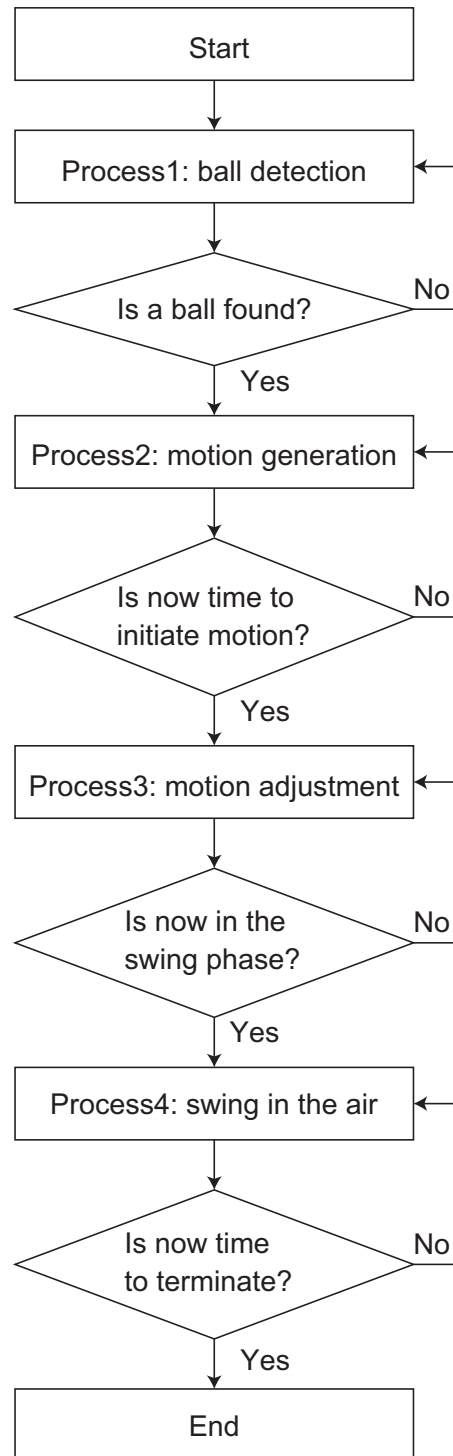 Start
Process1: ball detection
Is a ball found?
No
Yes
Process2: motion generation
Is now time to
initiate motion?
No
Yes
Process3: motion adjustment
Is now in the
swing phase?
No
Yes
Process4: swing in the air
Is now time
to terminate?
No
Yes
End